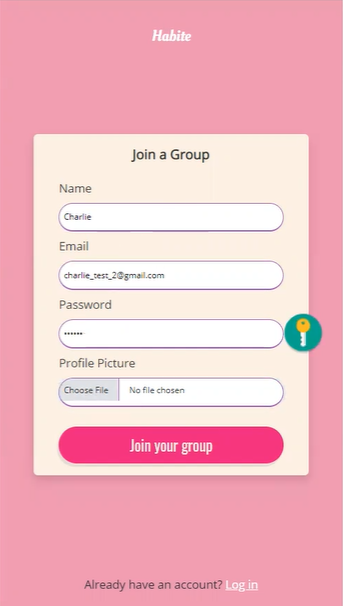 Habite
Join a Group
Name
Charlie
Email
charlie_test_2@gmail.com
Password
••••••
Profile Picture
Choose File No file chosen
Join your group
Already have an account? Log in